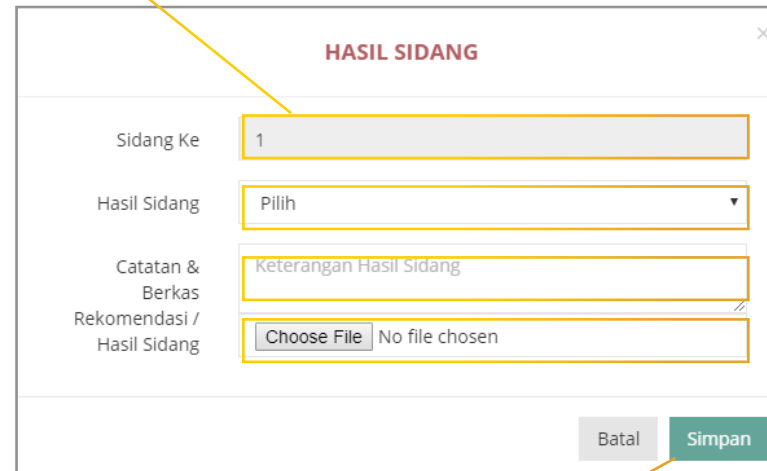 ×
HASIL SIDANG
Sidang Ke
1
Hasil Sidang
Pilih
Catatan &
Berkas
Rekomendasi /
Hasil Sidang
Keterangan Hasil Sidang
Choose File No file chosen
Batal
Simpan